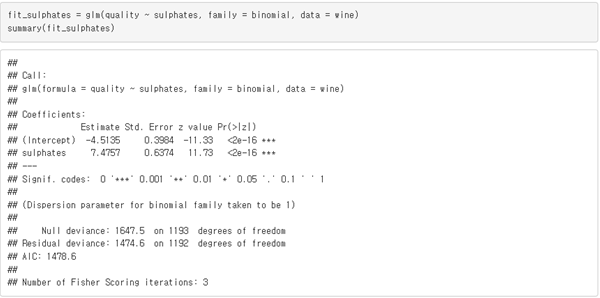 fit_sulphates = glm(quality ~ sulphates, family = binomial, data = wine)
summary(fit_sulphates)
##
## Call:
## glm(formula = quality ~ sulphates, family = binomial, data = wine)
##
## Coefficients:
##             Estimate Std. Error z value Pr(>|z|)
## (Intercept)  -4.5135     0.3984  -11.33   <2e-16 ***
## sulphates     7.4757     0.6374   11.73   <2e-16 ***
## ---
## Signif. codes:  0 '***' 0.001 '**' 0.01 '*' 0.05 '.' 0.1 ' ' 1
##
## (Dispersion parameter for binomial family taken to be 1)
##
##     Null deviance: 1647.5  on 1193  degrees of freedom
## Residual deviance: 1474.6  on 1192  degrees of freedom
## AIC: 1478.6
##
## Number of Fisher Scoring iterations: 3